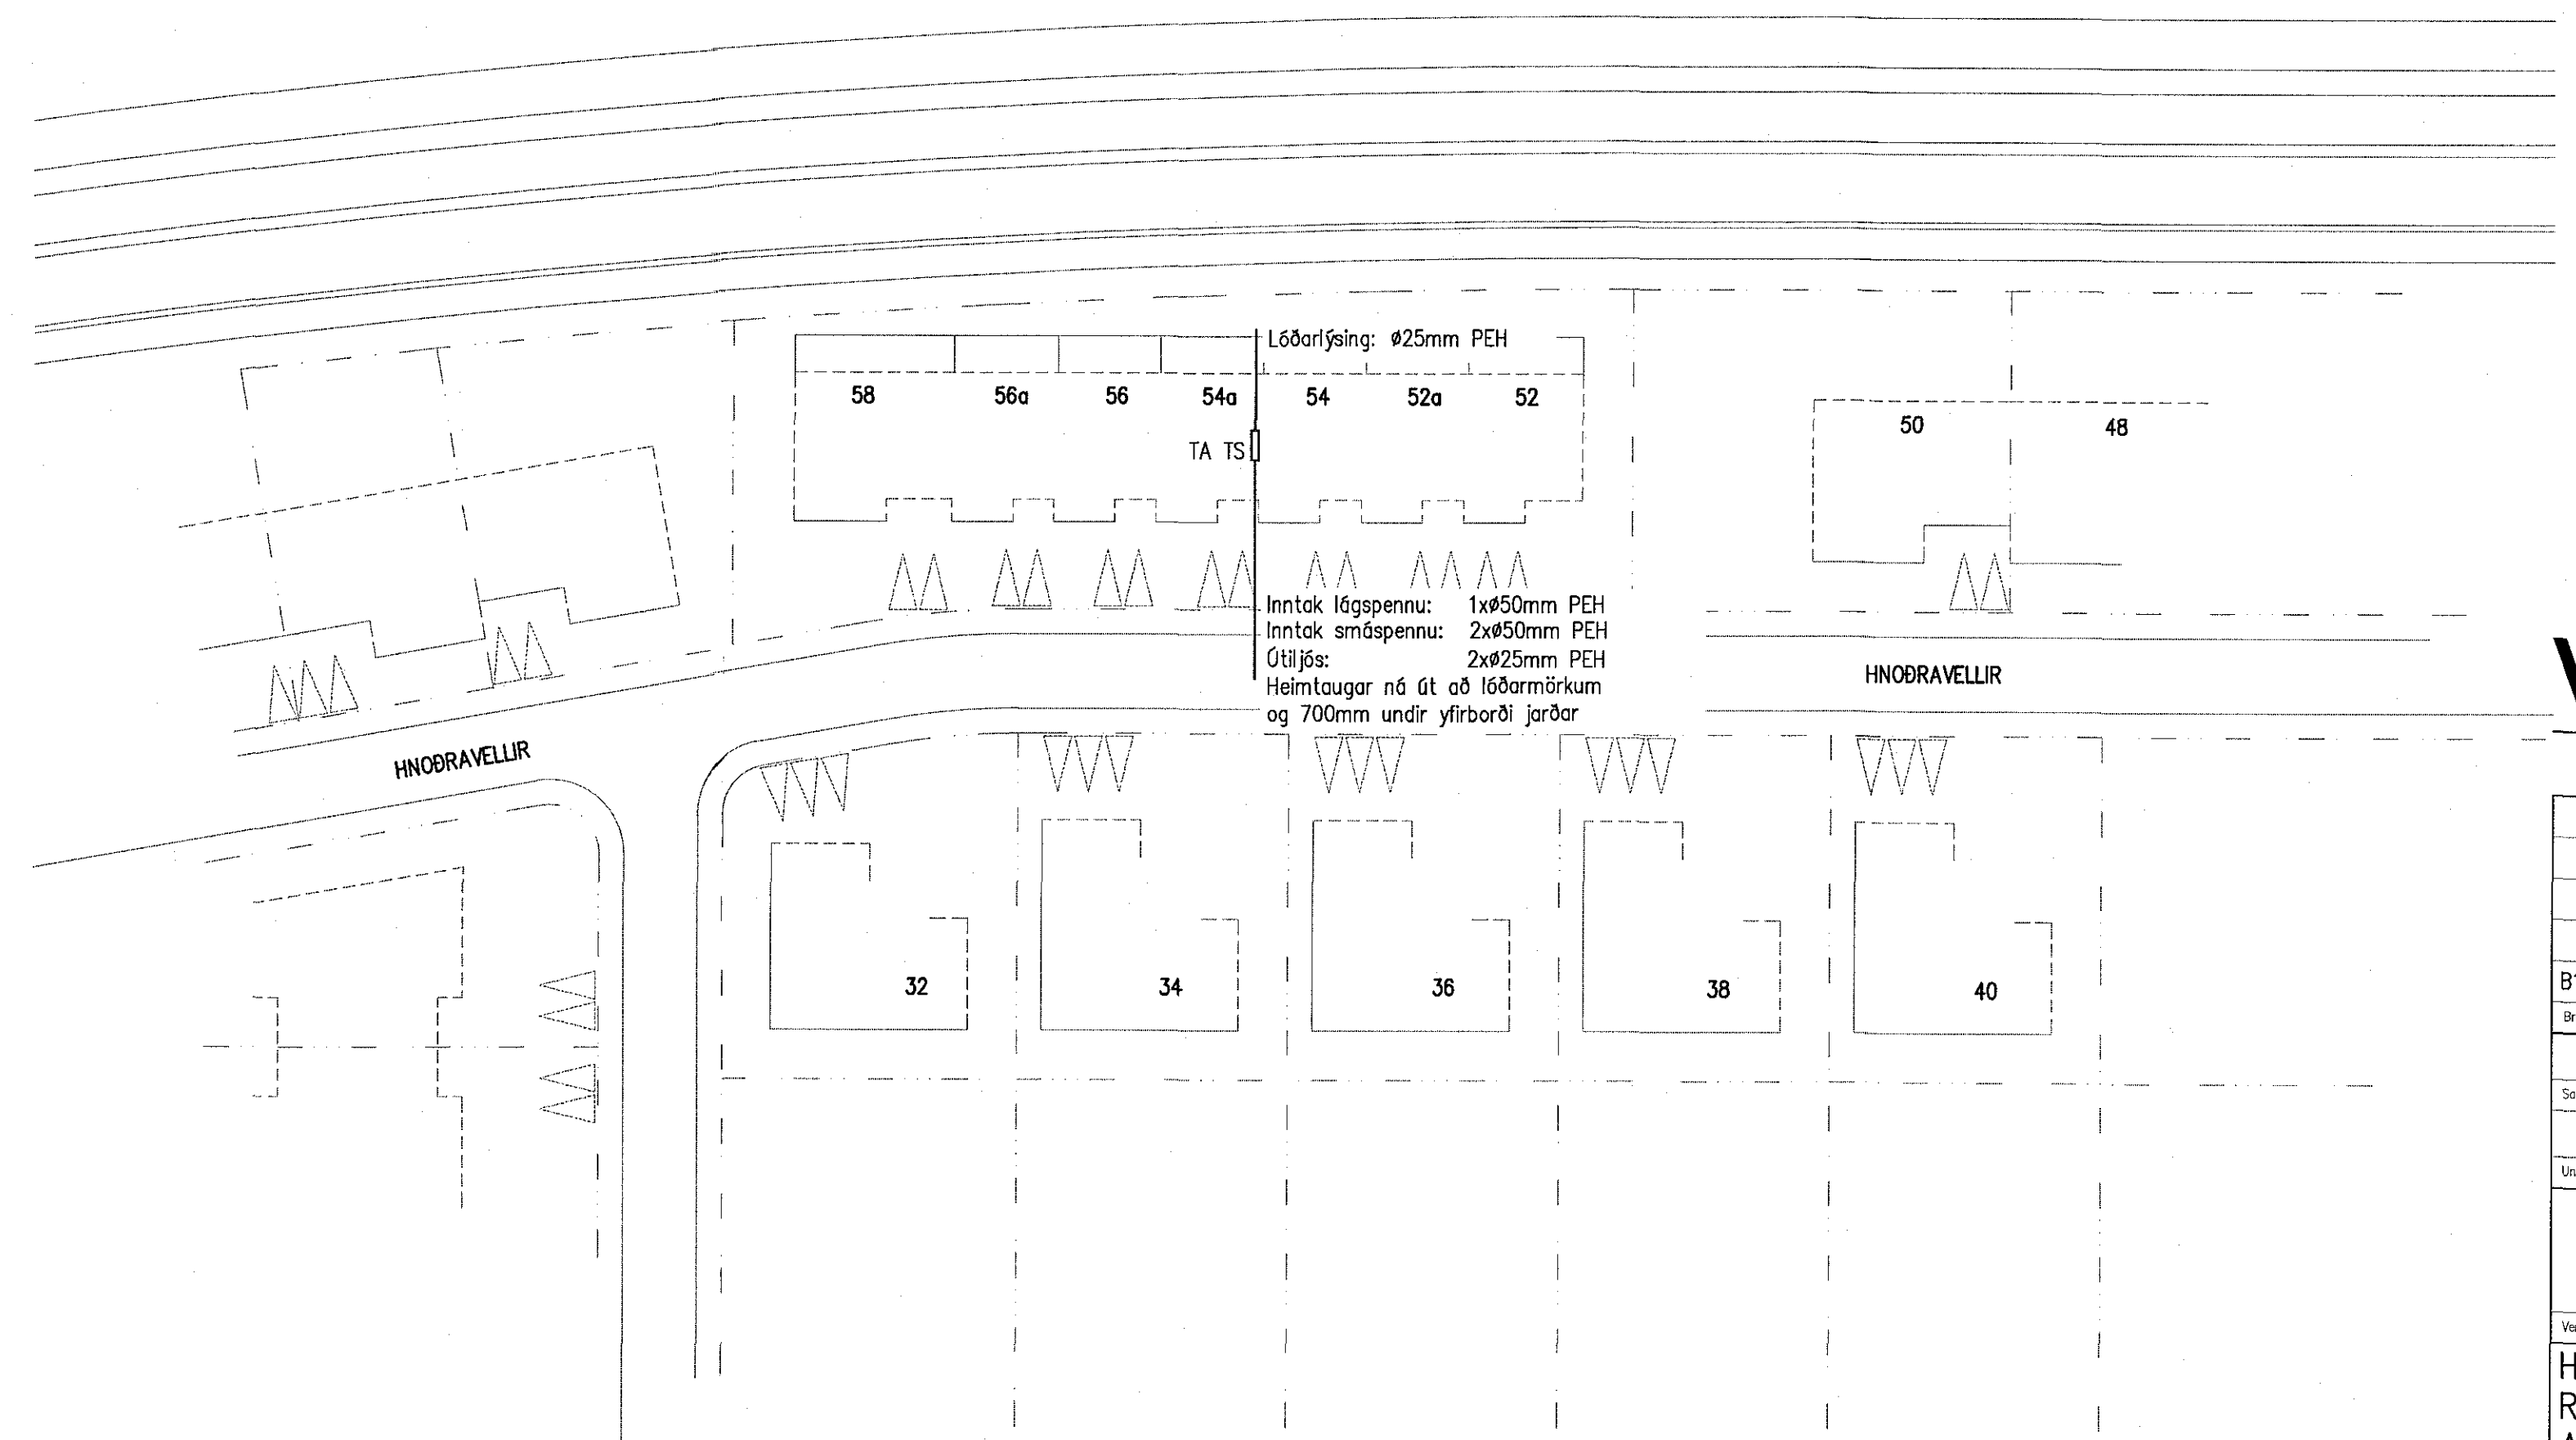 Lóðarlýsing: ø25mm PEH
58 56a 56 54a 54 52a 52
50 48
TA TS
Inntak lágspennu: 1xø50mm PEH
Inntak smáspennu: 2xø50mm PEH
Útiljós: 2xø25mm PEH
Heimtaugar ná út að lóðarmörkum
og 700mm undir yfirborði jarðar
HNOÐRAVELLIR
HNOÐRAVELLIR
32 34 36 38 40